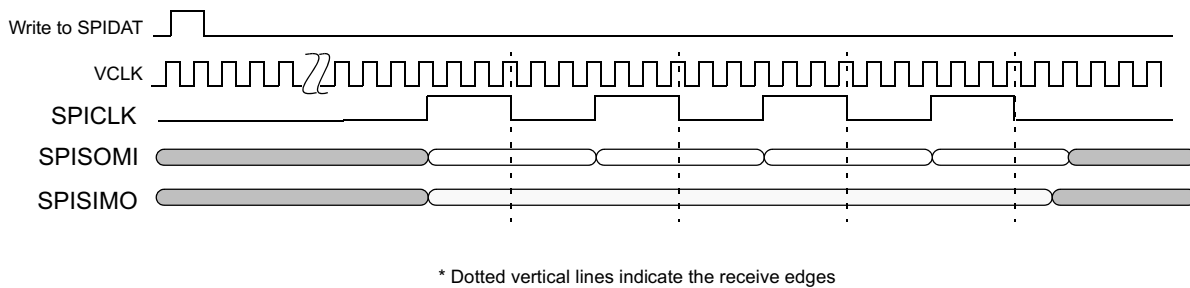 Write to SPIDAT
VCLK
SPICLK
SPISOMI
SPISIMO
* Dotted vertical lines indicate the receive edges